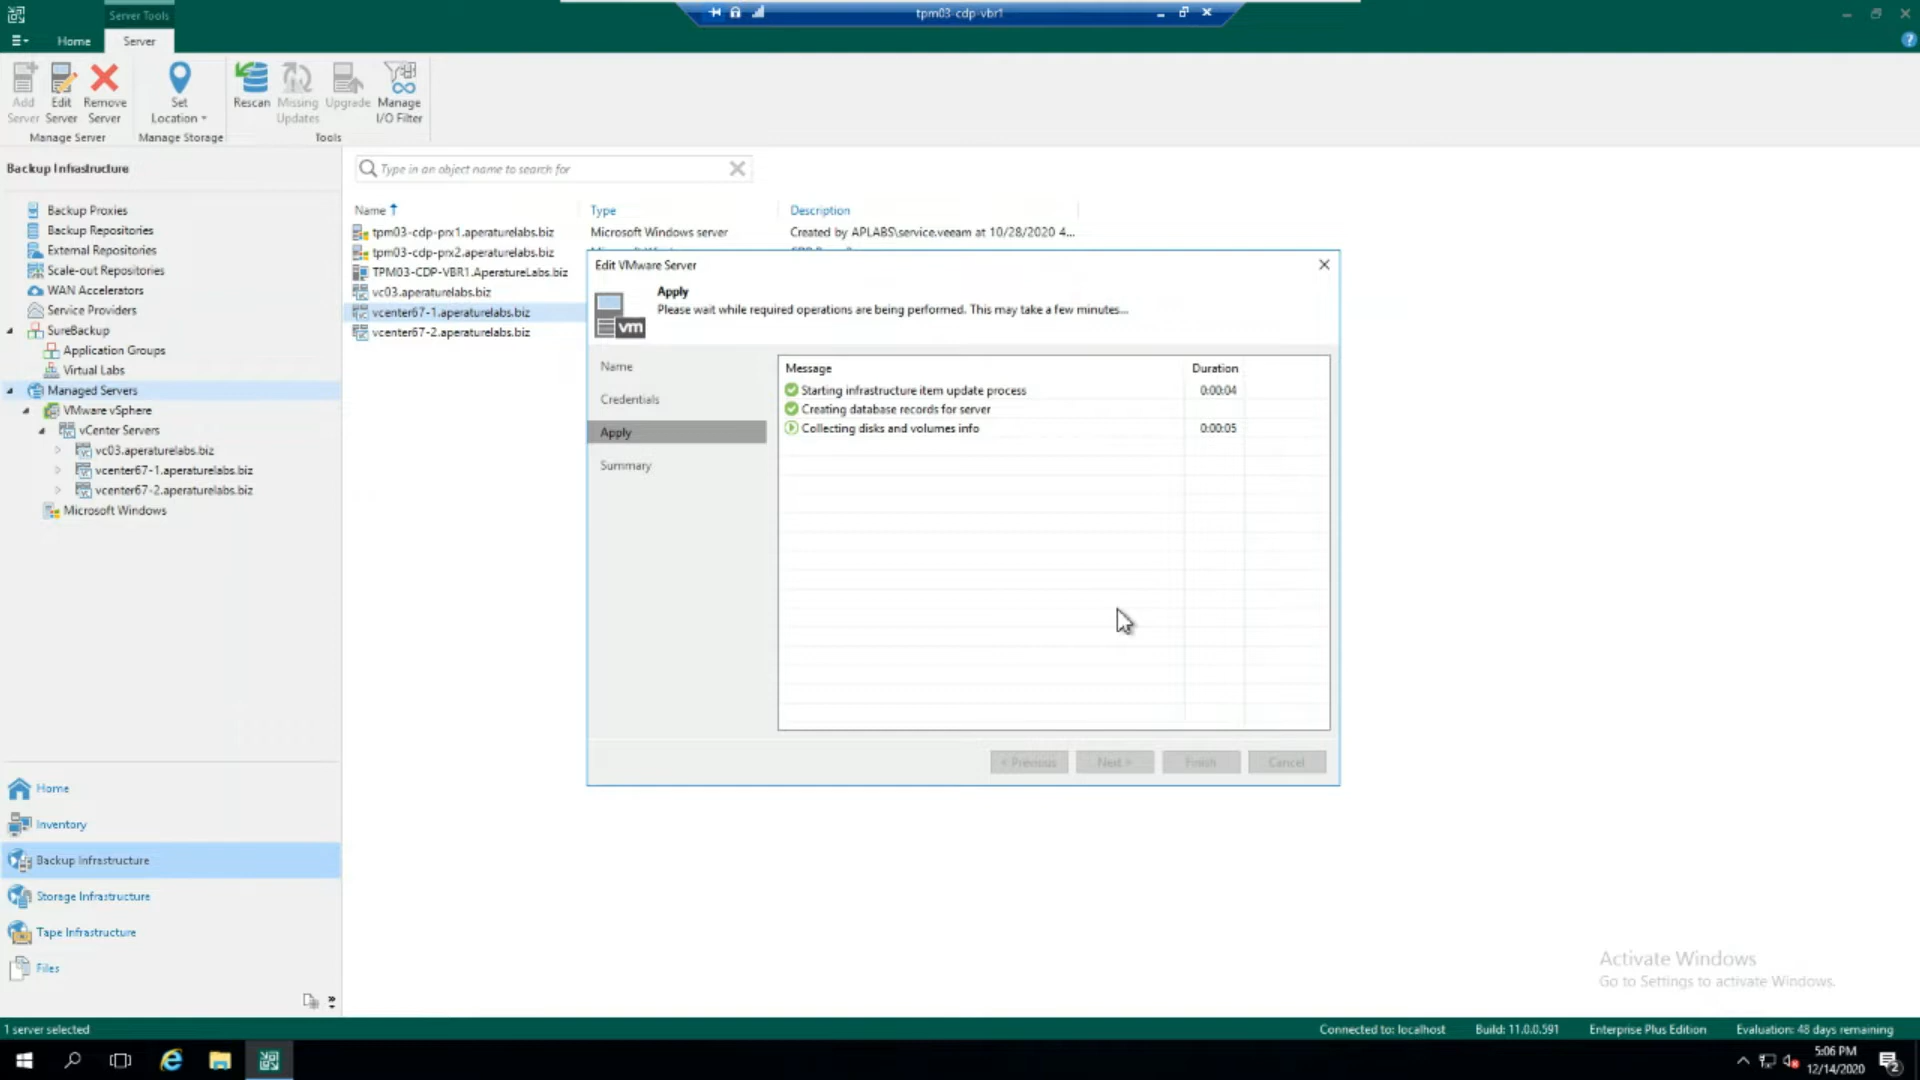 Server Tools
tpm03-cdp-vbr1
Home
Server
Add Server
Edit Server
Remove Server
Set Location
Rescan
Missing Updates
Upgrade
Manage I/O Filter
Manage Server
Manage Storage
Tools
Backup Infrastructure
Type in an object name to search for
Backup Proxies
Backup Repositories
External Repositories
Scale-out Repositories
WAN Accelerators
Service Providers
SureBackup
Application Groups
Virtual Labs
Managed Servers
VMware vSphere
vCenter Servers
vc03.aperaturelabs.biz
vcenter67-1.aperaturelabs.biz
vcenter67-2.aperaturelabs.biz
Microsoft Windows
Name Type Description
tpm03-cdp-prx1.aperaturelabs.biz Microsoft Windows server Created by APLABS\service.veeam at 10/28/2020 4...
tpm03-cdp-prx2.aperaturelabs.biz
TPM03-CDP-VBR1.AperatureLabs.biz
vc03.aperaturelabs.biz
vcenter67-1.aperaturelabs.biz
vcenter67-2.aperaturelabs.biz
Edit VMware Server
Apply
Please wait while required operations are being performed. This may take a few minutes...
vm
Name
Credentials
Apply
Summary
Message Duration
Starting infrastructure item update process 0:00:04
Creating database records for server
Collecting disks and volumes info 0:00:05
< Previous
Next >
Finish
Cancel
Home
Inventory
Backup Infrastructure
Storage Infrastructure
Tape Infrastructure
Files
Activate Windows
Go to Settings to activate Windows.
1 server selected
Connected to: localhost
Build: 11.0.0.591
Enterprise Plus Edition
Evaluation: 48 days remaining
5:06 PM
12/14/2020
2